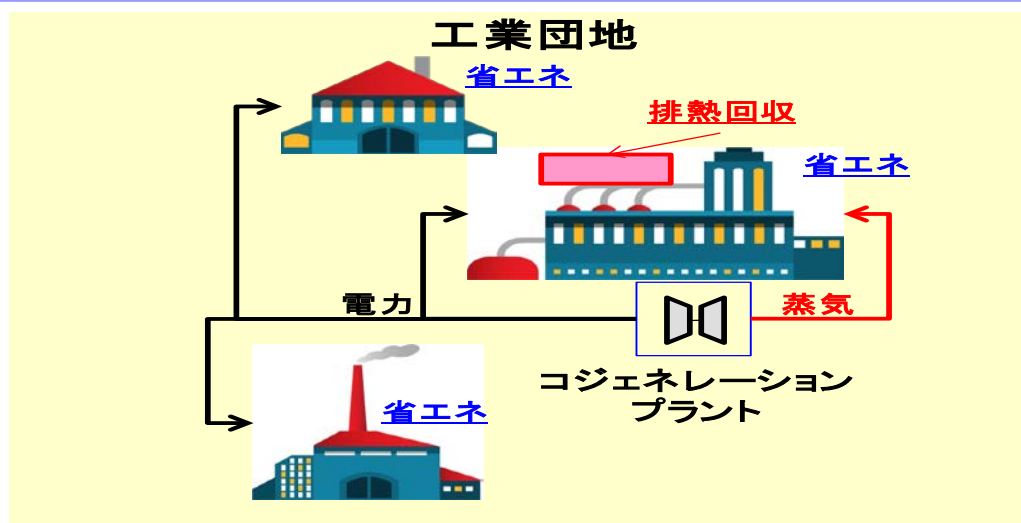 工業団地
省エネ
排熱回収
省エネ
電力
蒸気
コジェネレーション
プラント
省エネ